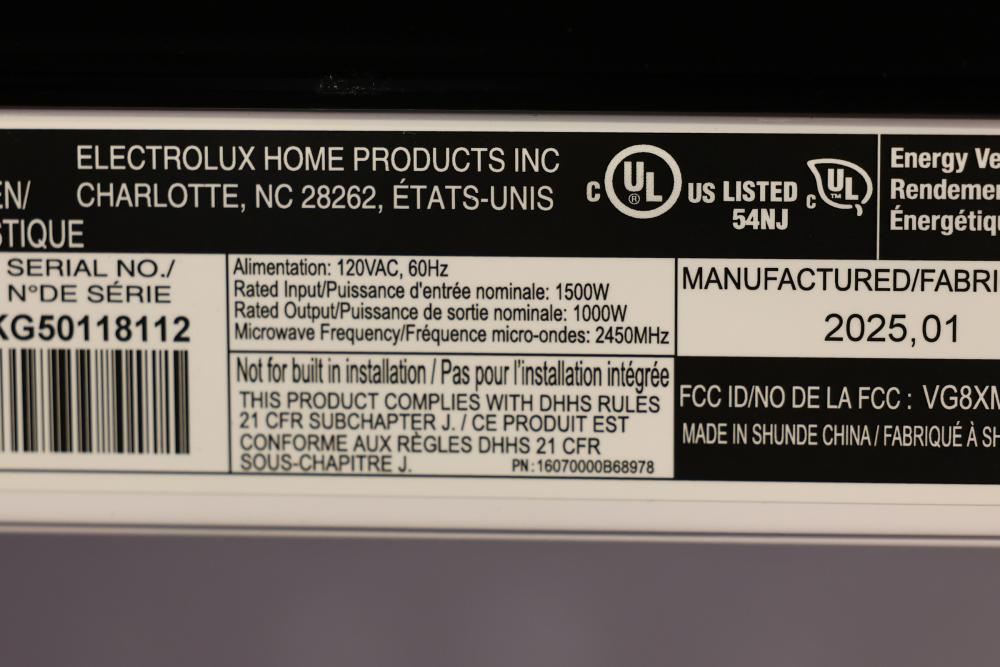 ELECTROLUX HOME PRODUCTS INC
CHARLOTTE, NC 28262, ÉTATS-UNIS
EN/
STIQUE
C UL ® US LISTED
54NJ
C UL ™
Energy Ve
Rendemen
Énergétiq
SERIAL NO./
N°DE SÉRIE
KG50118112
Alimentation: 120VAC, 60Hz
Rated Input/Puissance d'entrée nominale: 1500W
Rated Output/Puissance de sortie nominale: 1000W
Microwave Frequency/Fréquence micro-ondes: 2450MHz
Not for built in installation / Pas pour l'installation intégrée
THIS PRODUCT COMPLIES WITH DHHS RULES
21 CFR SUBCHAPTER J. / CE PRODUIT EST
CONFORME AUX RÈGLES DHHS 21 CFR
SOUS-CHAPITRE J.
PN : 16070000B68978
MANUFACTURED/FABRI
2025,01
FCC ID/NO DE LA FCC : VG8XM
MADE IN SHUNDE CHINA / FABRIQUÉ À SH